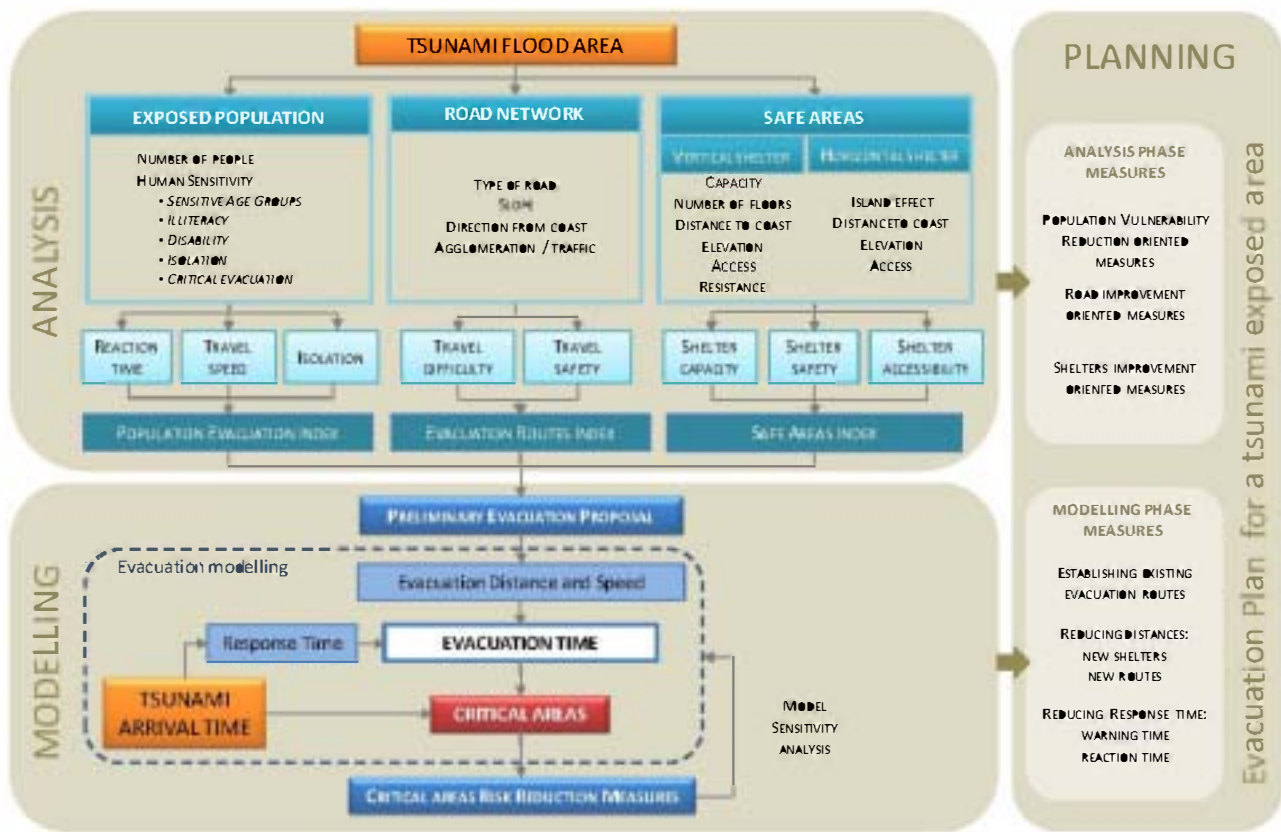 TSUNAMI FLOOD AREA
EXPOSED POPULATION
NUMBER OF PEOPLE
HUMAN SENSITIVITY
• SENSITIVE AGE GROUPS
• ILLITERACY
• DISABILITY
• ISOLATION
• CRITICAL EVACUATION
ROAD NETWORK
TYPE OF ROAD
SLOPE
DIRECTION FROM COAST
AGGLOMERATION / TRAFFIC
SAFE AREAS
VERTICAL SHELTER
CAPACITY
NUMBER OF FLOORS
DISTANCE TO COAST
ELEVATION
ACCESS
RESISTANCE
HORIZONTAL SHELTER
ISLAND EFFECT
DISTANCE TO COAST
ELEVATION
ACCESS
REACTION
TIME
TRAVEL
SPEED
ISOLATION
TRAVEL
DIFFICULTY
TRAVEL
SAFETY
SHELTER
CAPACITY
SHELTER
SAFETY
SHELTER
ACCESSIBILITY
POPULATION EVACUATION INDEX
EVACUATION ROUTES INDEX
SAFE AREAS INDEX
ANALYSIS
PRELIMINARY EVACUATION PROPOSAL
Evacuation modelling
Evacuation Distance and Speed
Response Time
EVACUATION TIME
TSUNAMI
ARRIVAL TIME
CRITICAL AREAS
CRITICAL AREAS RISK REDUCTION MEASURES
MODEL
SENSITIVITY
ANALYSIS
MODELLING
PLANNING
ANALYSIS PHASE
MEASURES
POPULATION VULNERABILITY
REDUCTION ORIENTED
MEASURES
ROAD IMPROVEMENT
ORIENTED MEASURES
SHELTERS IMPROVEMENT
ORIENTED MEASURES
MODELLING PHASE
MEASURES
ESTABLISHING EXISTING
EVACUATION ROUTES
REDUCING DISTANCES:
NEW SHELTERS
NEW ROUTES
REDUCING RESPONSE TIME:
WARNING TIME
REACTION TIME
Evacuation Plan for a tsunami exposed area